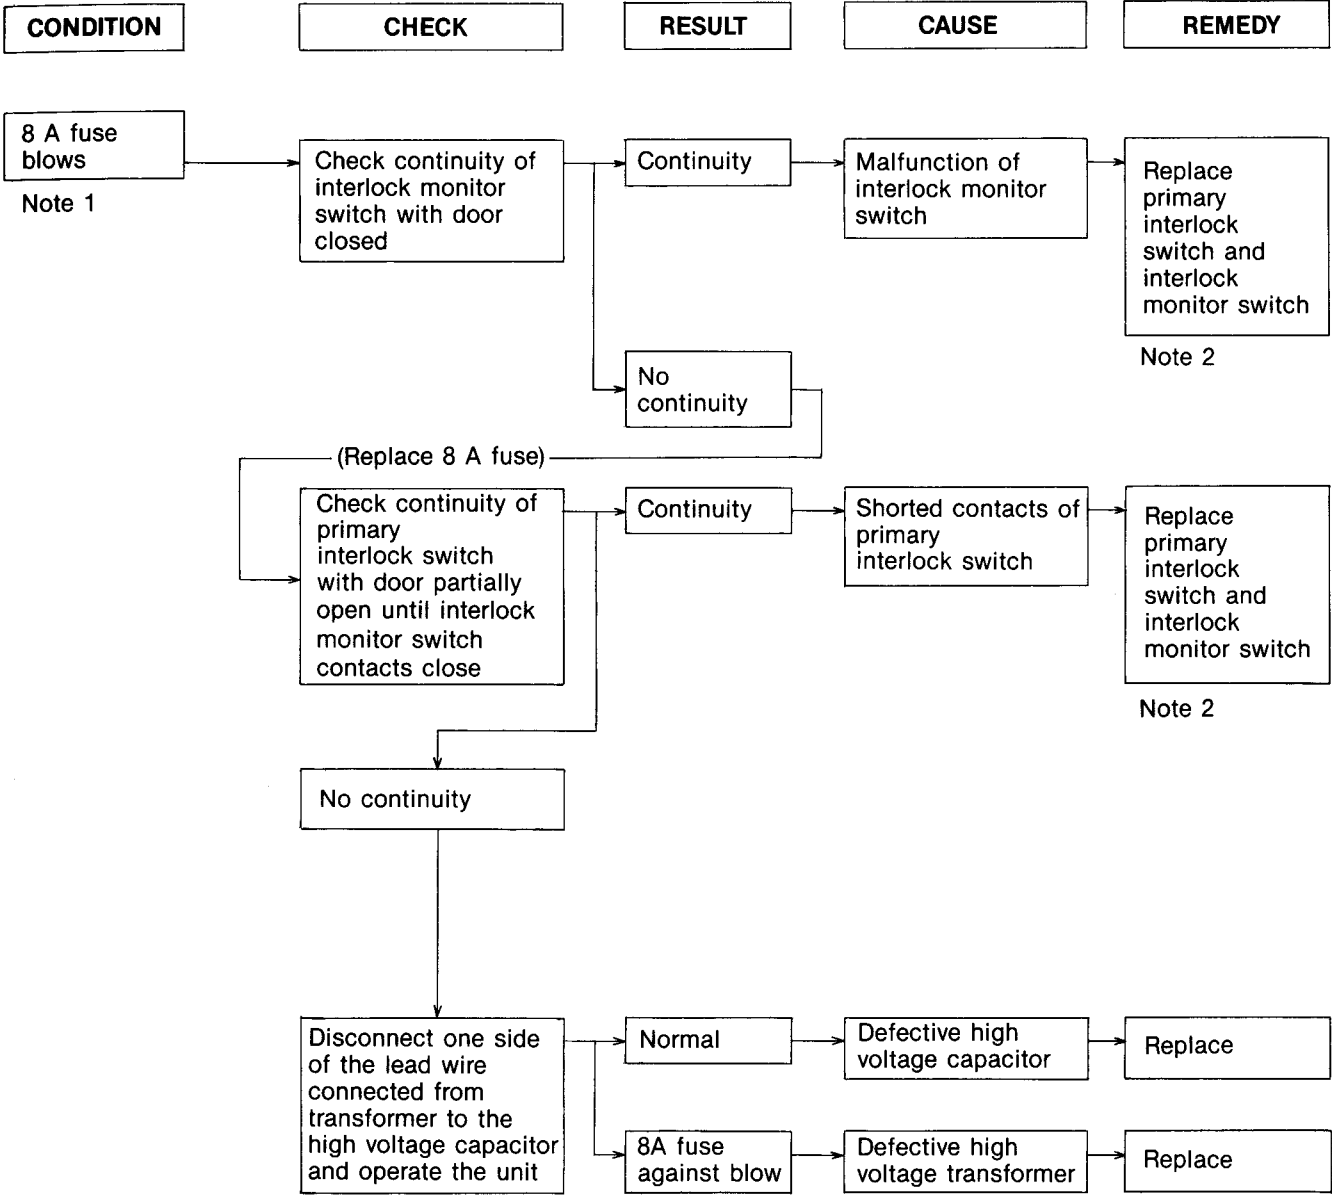 CONDITION
CHECK
RESULT
CAUSE
REMEDY
8 A fuse
blows
Note 1
Check continuity of
interlock monitor
switch with door
closed
Continuity
Malfunction of
interlock monitor
switch
Replace
primary
interlock
switch and
interlock
monitor switch
Note 2
No
continuity
(Replace 8 A fuse)
Check continuity of
primary
interlock switch
with door partially
open until interlock
monitor switch
contacts close
Continuity
Shorted contacts of
primary
interlock switch
Replace
primary
interlock
switch and
interlock
monitor switch
Note 2
No continuity
Disconnect one side
of the lead wire
connected from
transformer to the
high voltage capacitor
and operate the unit
Normal
Defective high
voltage capacitor
Replace
8A fuse
against blow
Defective high
voltage transformer
Replace